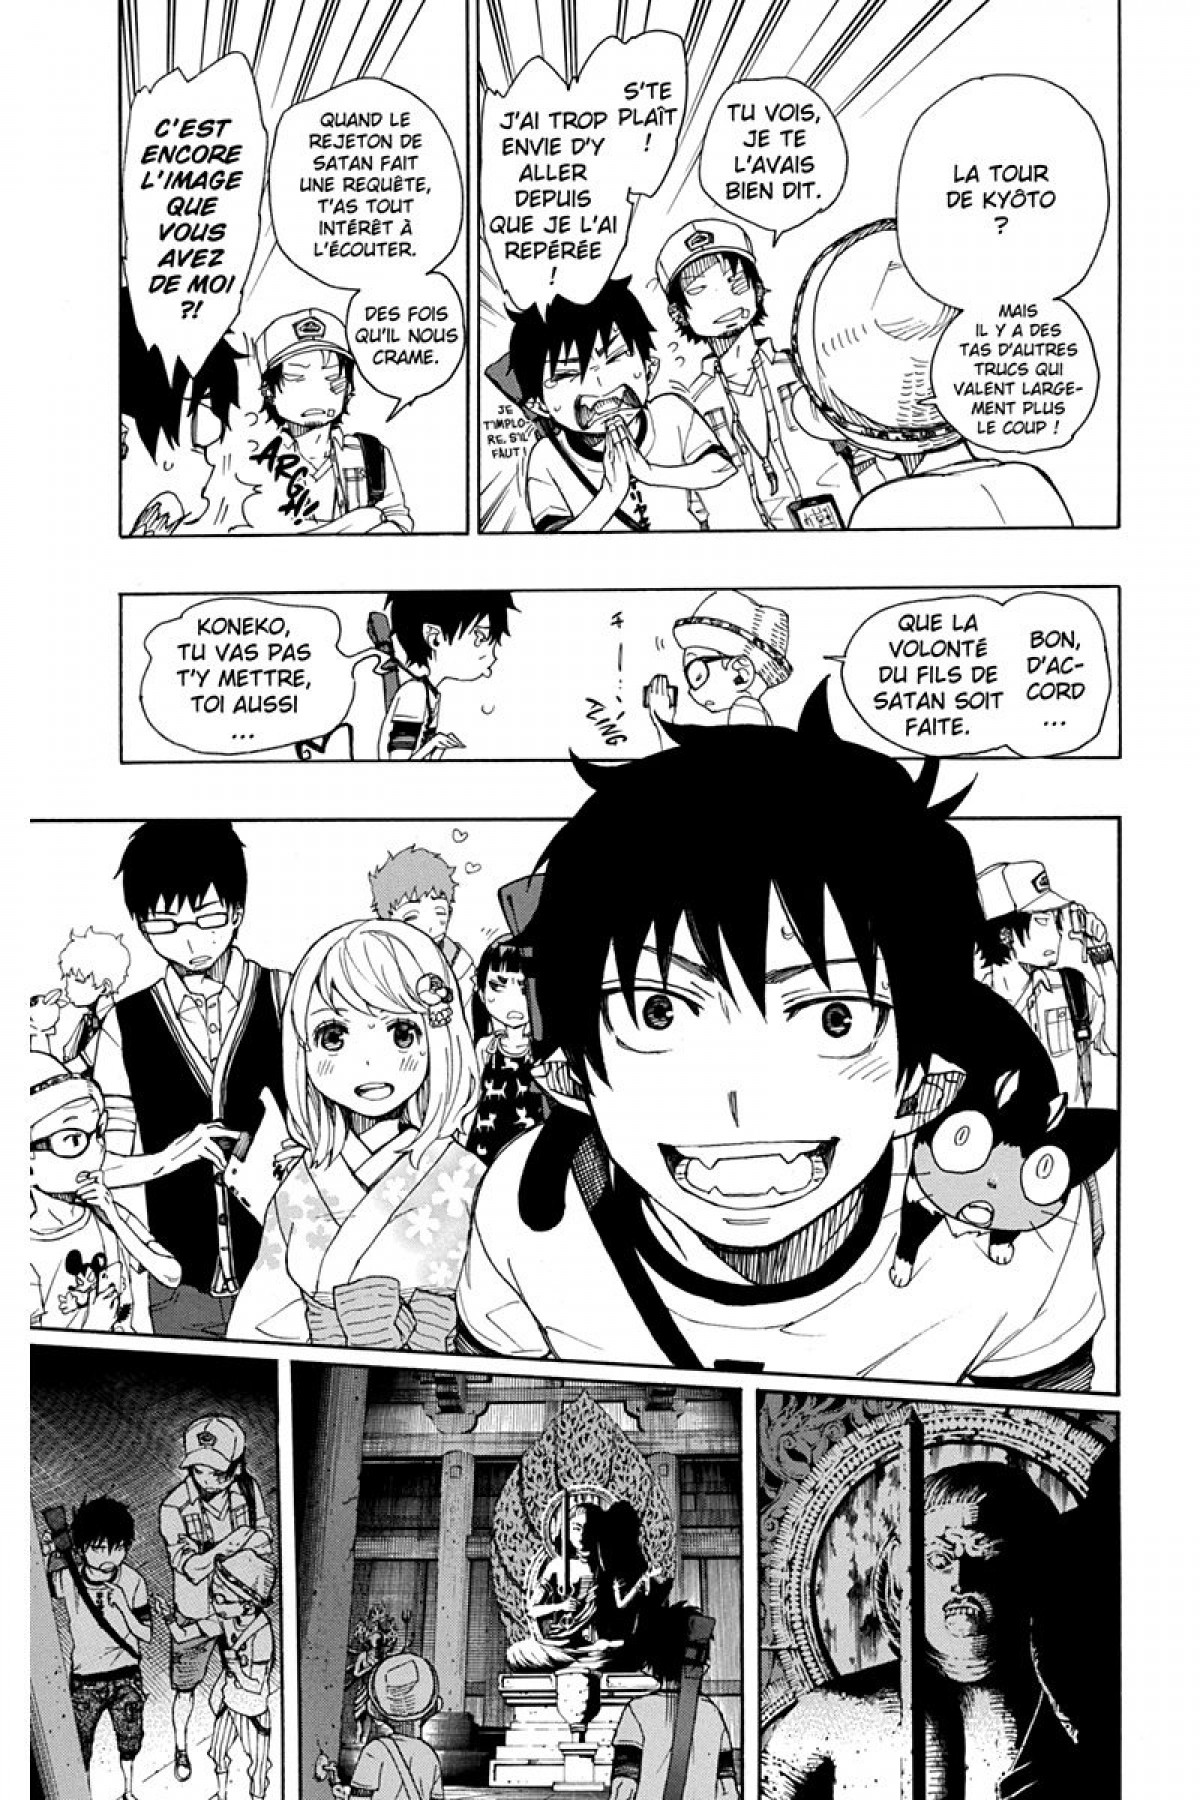 LA TOUR
DE KYÔTO
?
MAIS
IL Y A DES
TAS D'AUTRES
TRUCS QUI
VALENT LARGE-
MENT PLUS
LE COUP !
TU VOIS,
JE TE
L'AVAIS
BIEN DIT.
S'TE
PLAÎT
!
J'AI TROP
ENVIE D'Y
ALLER
DEPUIS
QUE JE L'AI
REPÉRÉE
!
JE
T'IMPLO-
RE, S'IL
FAUT !
QUAND LE
REJETON DE
SATAN FAIT
UNE REQUÊTE,
T'AS TOUT
INTÉRÊT À
L'ÉCOUTER.
DES FOIS
QU'IL NOUS
CRAME.
C'EST
ENCORE
L'IMAGE
QUE
VOUS
AVEZ
DE MOI
?!
ARGH!!
BON,
D'AC-
CORD
...
QUE LA
VOLONTÉ
DU FILS DE
SATAN SOIT
FAITE.
ZLING
KONEKO,
TU VAS PAS
T'Y METTRE,
TOI AUSSI
...